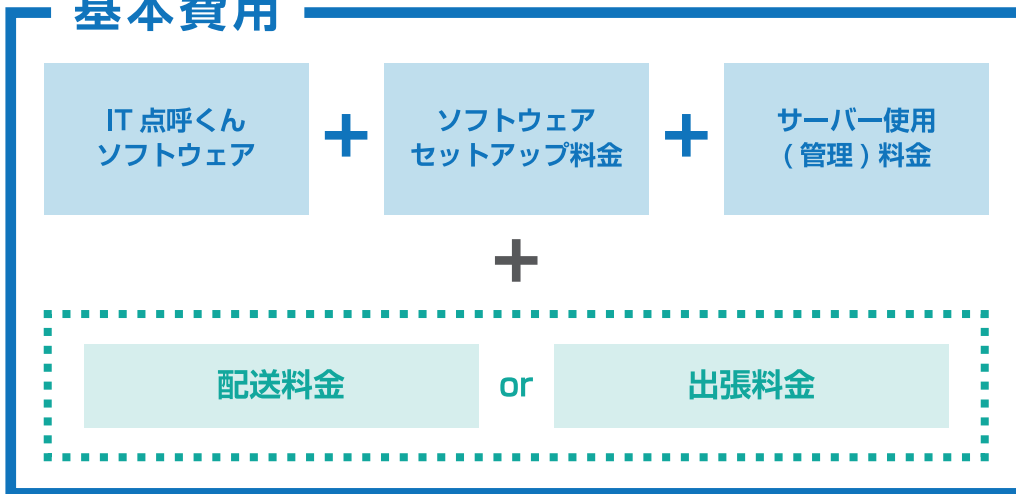 基本費用
IT 点呼くん
ソフトウェア
+
ソフトウェア
セットアップ料金
+
サーバー使用
( 管理 ) 料金
+
配送料金
or
出張料金